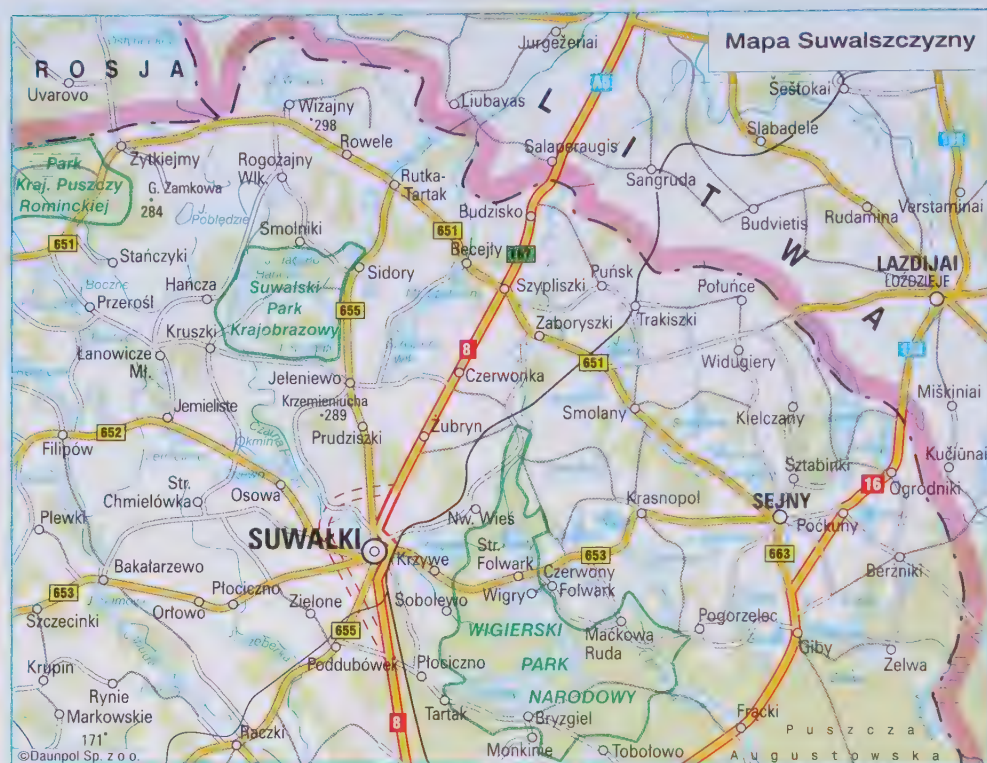 Mapa Suwalszczyzny
ROSJA
LITWA
Uvarovo
Jurgežeriai
Liubavas
Šeštokai
Slabadele
Wiżajny
·298
Rowele
Salaperaugis
Sangruda
Żytkiejmy
Park
Kraj. Puszczy
Rominckiej
G. Zamkowa
284
Rogożajny
Wlk.
J.
Pobłędzie
Rutka-
Tartak
Budzisko
Budvietis
Rudamina
Verstaminai
651
651
E67
A5
Smolniki
Becejły
Stańczyki
Sidory
Puńsk
Szypliszki
Połuńce
LAZDIJAI
ŁOŹDZIEJE
Przerośl
Hańcza
Suwalski
Park
Krajobrazowy
655
Trakiszki
Kruszki
Zaboryszki
8
651
Widugiery
Łanowicze
Mł.
Czerwonka
Jeleniewo
Krzemieniucha
·289
Miškiniai
Jemieliste
Smolany
Kielczany
Prudziszki
Żubryn
652
Filipów
Czarna
Kučiunai
Sztabinki
16
Ogrodniki
Str.
Chmielówka
Osowa
Krasnopol
SEJNY
Poćkuny
Plewki
Nw. Wieś
SUWAŁKI
Str.
Folwark
653
663
Bakałarzewo
Krzywe
Czerwony
Folwark
Berżniki
Wigry
653
Płociczno
Szczecinki
Orłowo
Zielone
Sobolewo
655
Pogorzelec
Maćkowa
Ruda
WIGIERSKI
PARK
NARODOWY
Giby
Zelwa
Poddubówek
Płociczno
Krupin
Rynie
Markowskie
171
Tartak
Bryzgiel
Frącki
8
Raczki
Monkinie
Tobołowo
Puszcza
Augustowska
©Daunpol Sp. z o o.